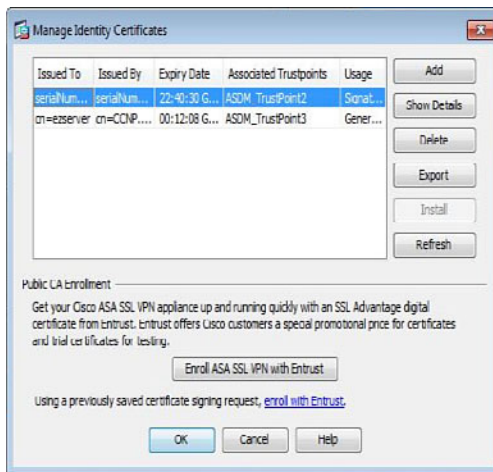 Manage Identity Certificates
Issued To Issued By Expiry Date Associated Trustpoints Usage
serialNum... serialNum... 22:40:30 G... ASDM_TrustPoint2 Signat...
cn=ezserver cn=CCNP.... 00:12:08 G... ASDM_TrustPoint3 Gener...
Add
Show Details
Delete
Export
Install
Refresh
Public CA Enrollment
Get your Cisco ASA SSL VPN appliance up and running quickly with an SSL Advantage digital
certificate from Entrust. Entrust offers Cisco customers a special promotional price for certificates
and trial certificates for testing.
Enroll ASA SSL VPN with Entrust
Using a previously saved certificate signing request, enroll with Entrust.
OK Cancel Help